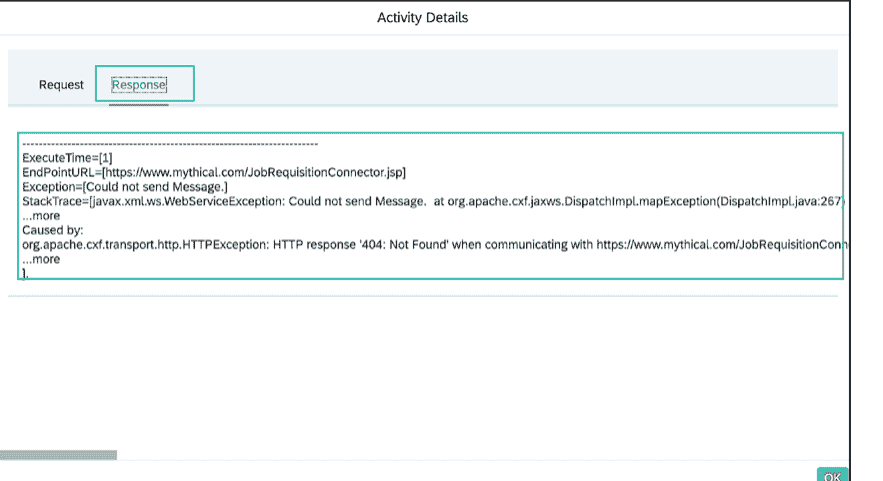 Activity Details
Request
Response
--------------------------------------------------------------------------
ExecuteTime=[1]
EndPointURL=[https://www.mythical.com/JobRequisitionConnector.jsp]
Exception=[Could not send Message.]
StackTrace=[javax.xml.ws.WebServiceException: Could not send Message. at org.apache.cxf.jaxws.DispatchImpl.mapException(DispatchImpl.java:267)
...more
Caused by:
org.apache.cxf.transport.http.HTTPException: HTTP response '404: Not Found' when communicating with https://www.mythical.com/JobRequisitionConn
...more
].
OK